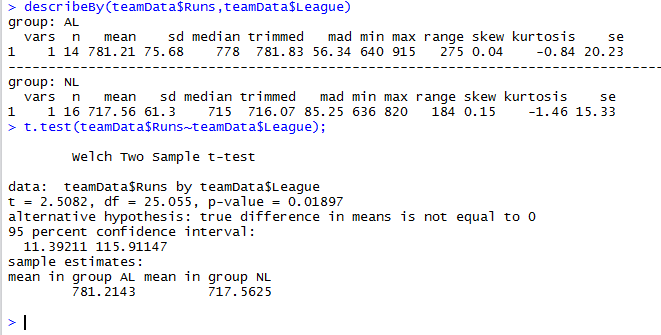 > describeBy(teamData$Runs,teamData$League)
group: AL
  vars  n   mean    sd median trimmed   mad min max range skew kurtosis    se
1    1 14 781.21 75.68    778  781.83 56.34 640 915   275 0.04    -0.84 20.23
------------------------------------------------------------------------------------
group: NL
  vars  n   mean   sd median trimmed   mad min max range skew kurtosis    se
1    1 16 717.56 61.3    715  716.07 85.25 636 820   184 0.15    -1.46 15.33
> t.test(teamData$Runs~teamData$League);

        Welch Two Sample t-test

data:  teamData$Runs by teamData$League
t = 2.5082, df = 25.055, p-value = 0.01897
alternative hypothesis: true difference in means is not equal to 0
95 percent confidence interval:
  11.39211 115.91147
sample estimates:
mean in group AL mean in group NL
        781.2143         717.5625

>